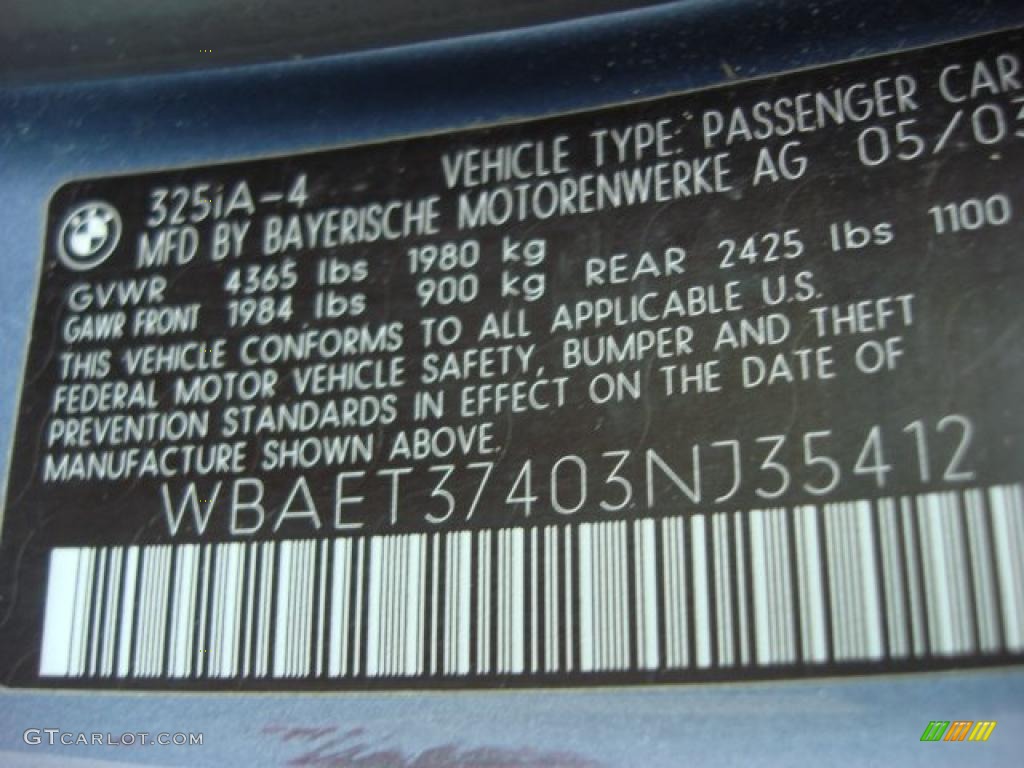 VEHICLE TYPE: PASSENGER CAR
325iA-4
MFD BY BAYERISCHE MOTORENWERKE AG 05/03
GVWR 4365 lbs 1980 kg
GAWR FRONT 1984 lbs 900 kg REAR 2425 lbs 1100
THIS VEHICLE CONFORMS TO ALL APPLICABLE U.S.
FEDERAL MOTOR VEHICLE SAFETY, BUMPER AND THEFT
PREVENTION STANDARDS IN EFFECT ON THE DATE OF
MANUFACTURE SHOWN ABOVE.
WBAET37403NJ35412
GTCARLOT.COM